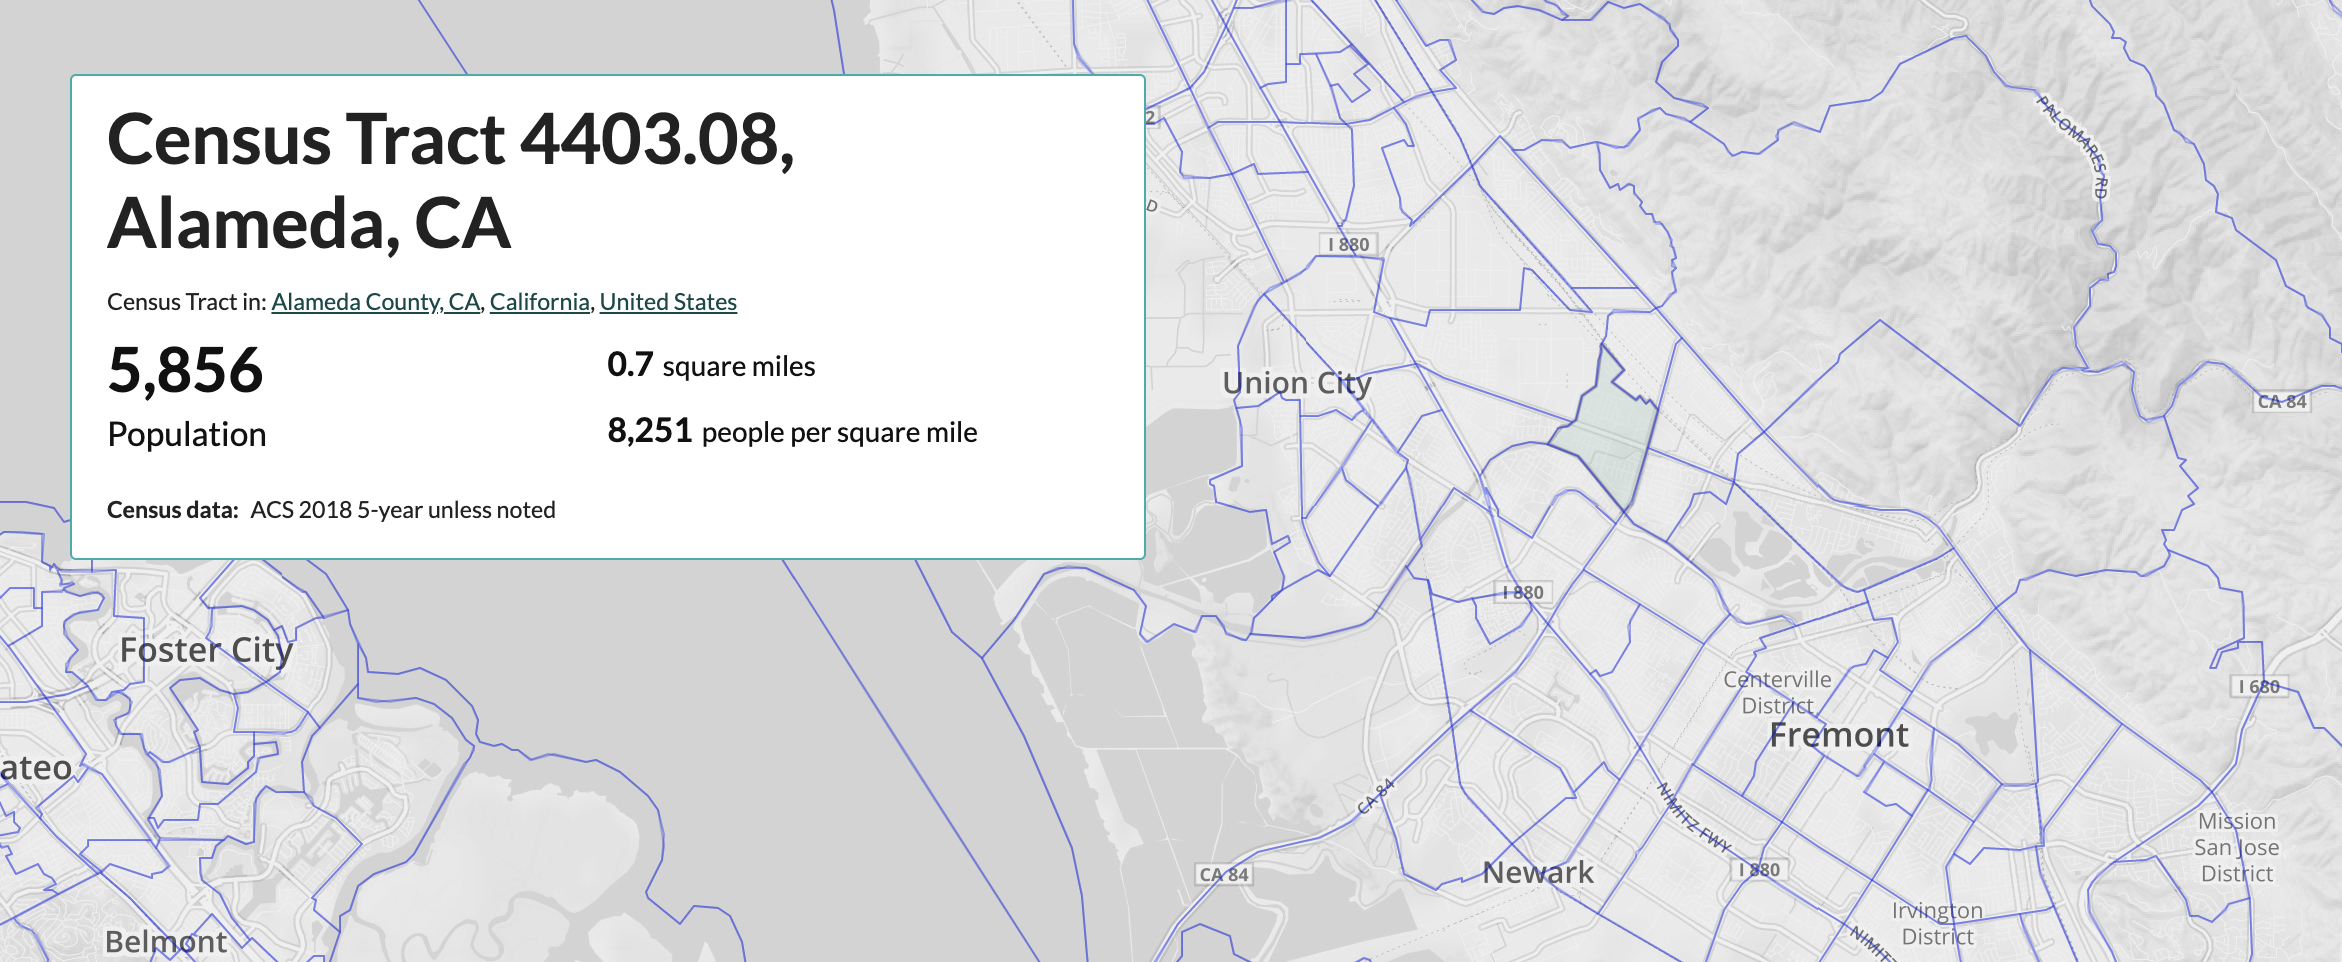 Census Tract 4403.08,
Alameda, CA
Census Tract in: Alameda County, CA, California, United States
5,856
Population
0.7 square miles
8,251 people per square mile
Census data: ACS 2018 5-year unless noted
2
D
I 880
PALOMARES RD
Union City
CA 84
I 880
Foster City
Centerville
District
I 680
Fremont
ateo
CA 84
NIMITZ FWY
Mission
San Jose
District
CA 84
Newark
I 880
Irvington
District
Belmont
NIMITZ